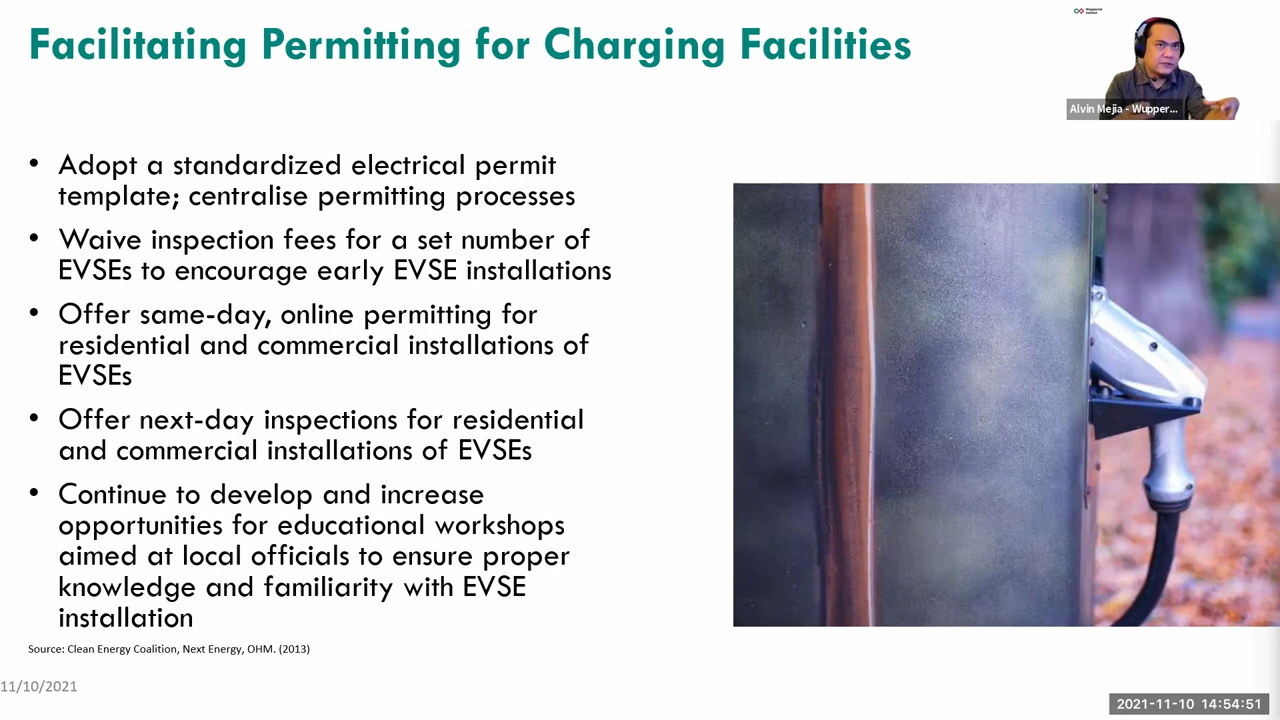 Facilitating Permitting for Charging Facilities
Wuppertal
Institut
Alvin Mejia - Wupper...
• Adopt a standardized electrical permit
template; centralise permitting processes
• Waive inspection fees for a set number of
EVSEs to encourage early EVSE installations
• Offer same-day, online permitting for
residential and commercial installations of
EVSEs
• Offer next-day inspections for residential
and commercial installations of EVSEs
• Continue to develop and increase
opportunities for educational workshops
aimed at local officials to ensure proper
knowledge and familiarity with EVSE
installation
Source: Clean Energy Coalition, Next Energy, OHM. (2013)
11/10/2021
2021-11-10 14:54:51